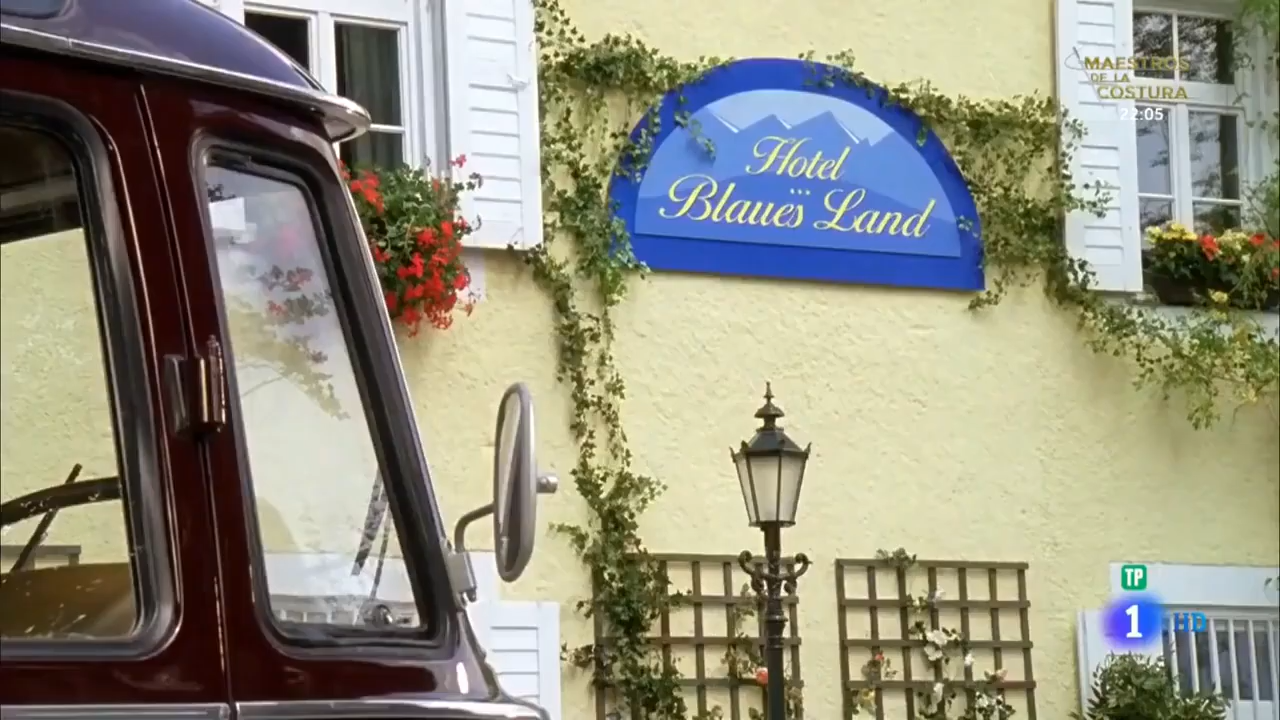 MAESTROS
DE LA
COSTURA
22:05
Hotel
Blaues Land
TP
1 HD